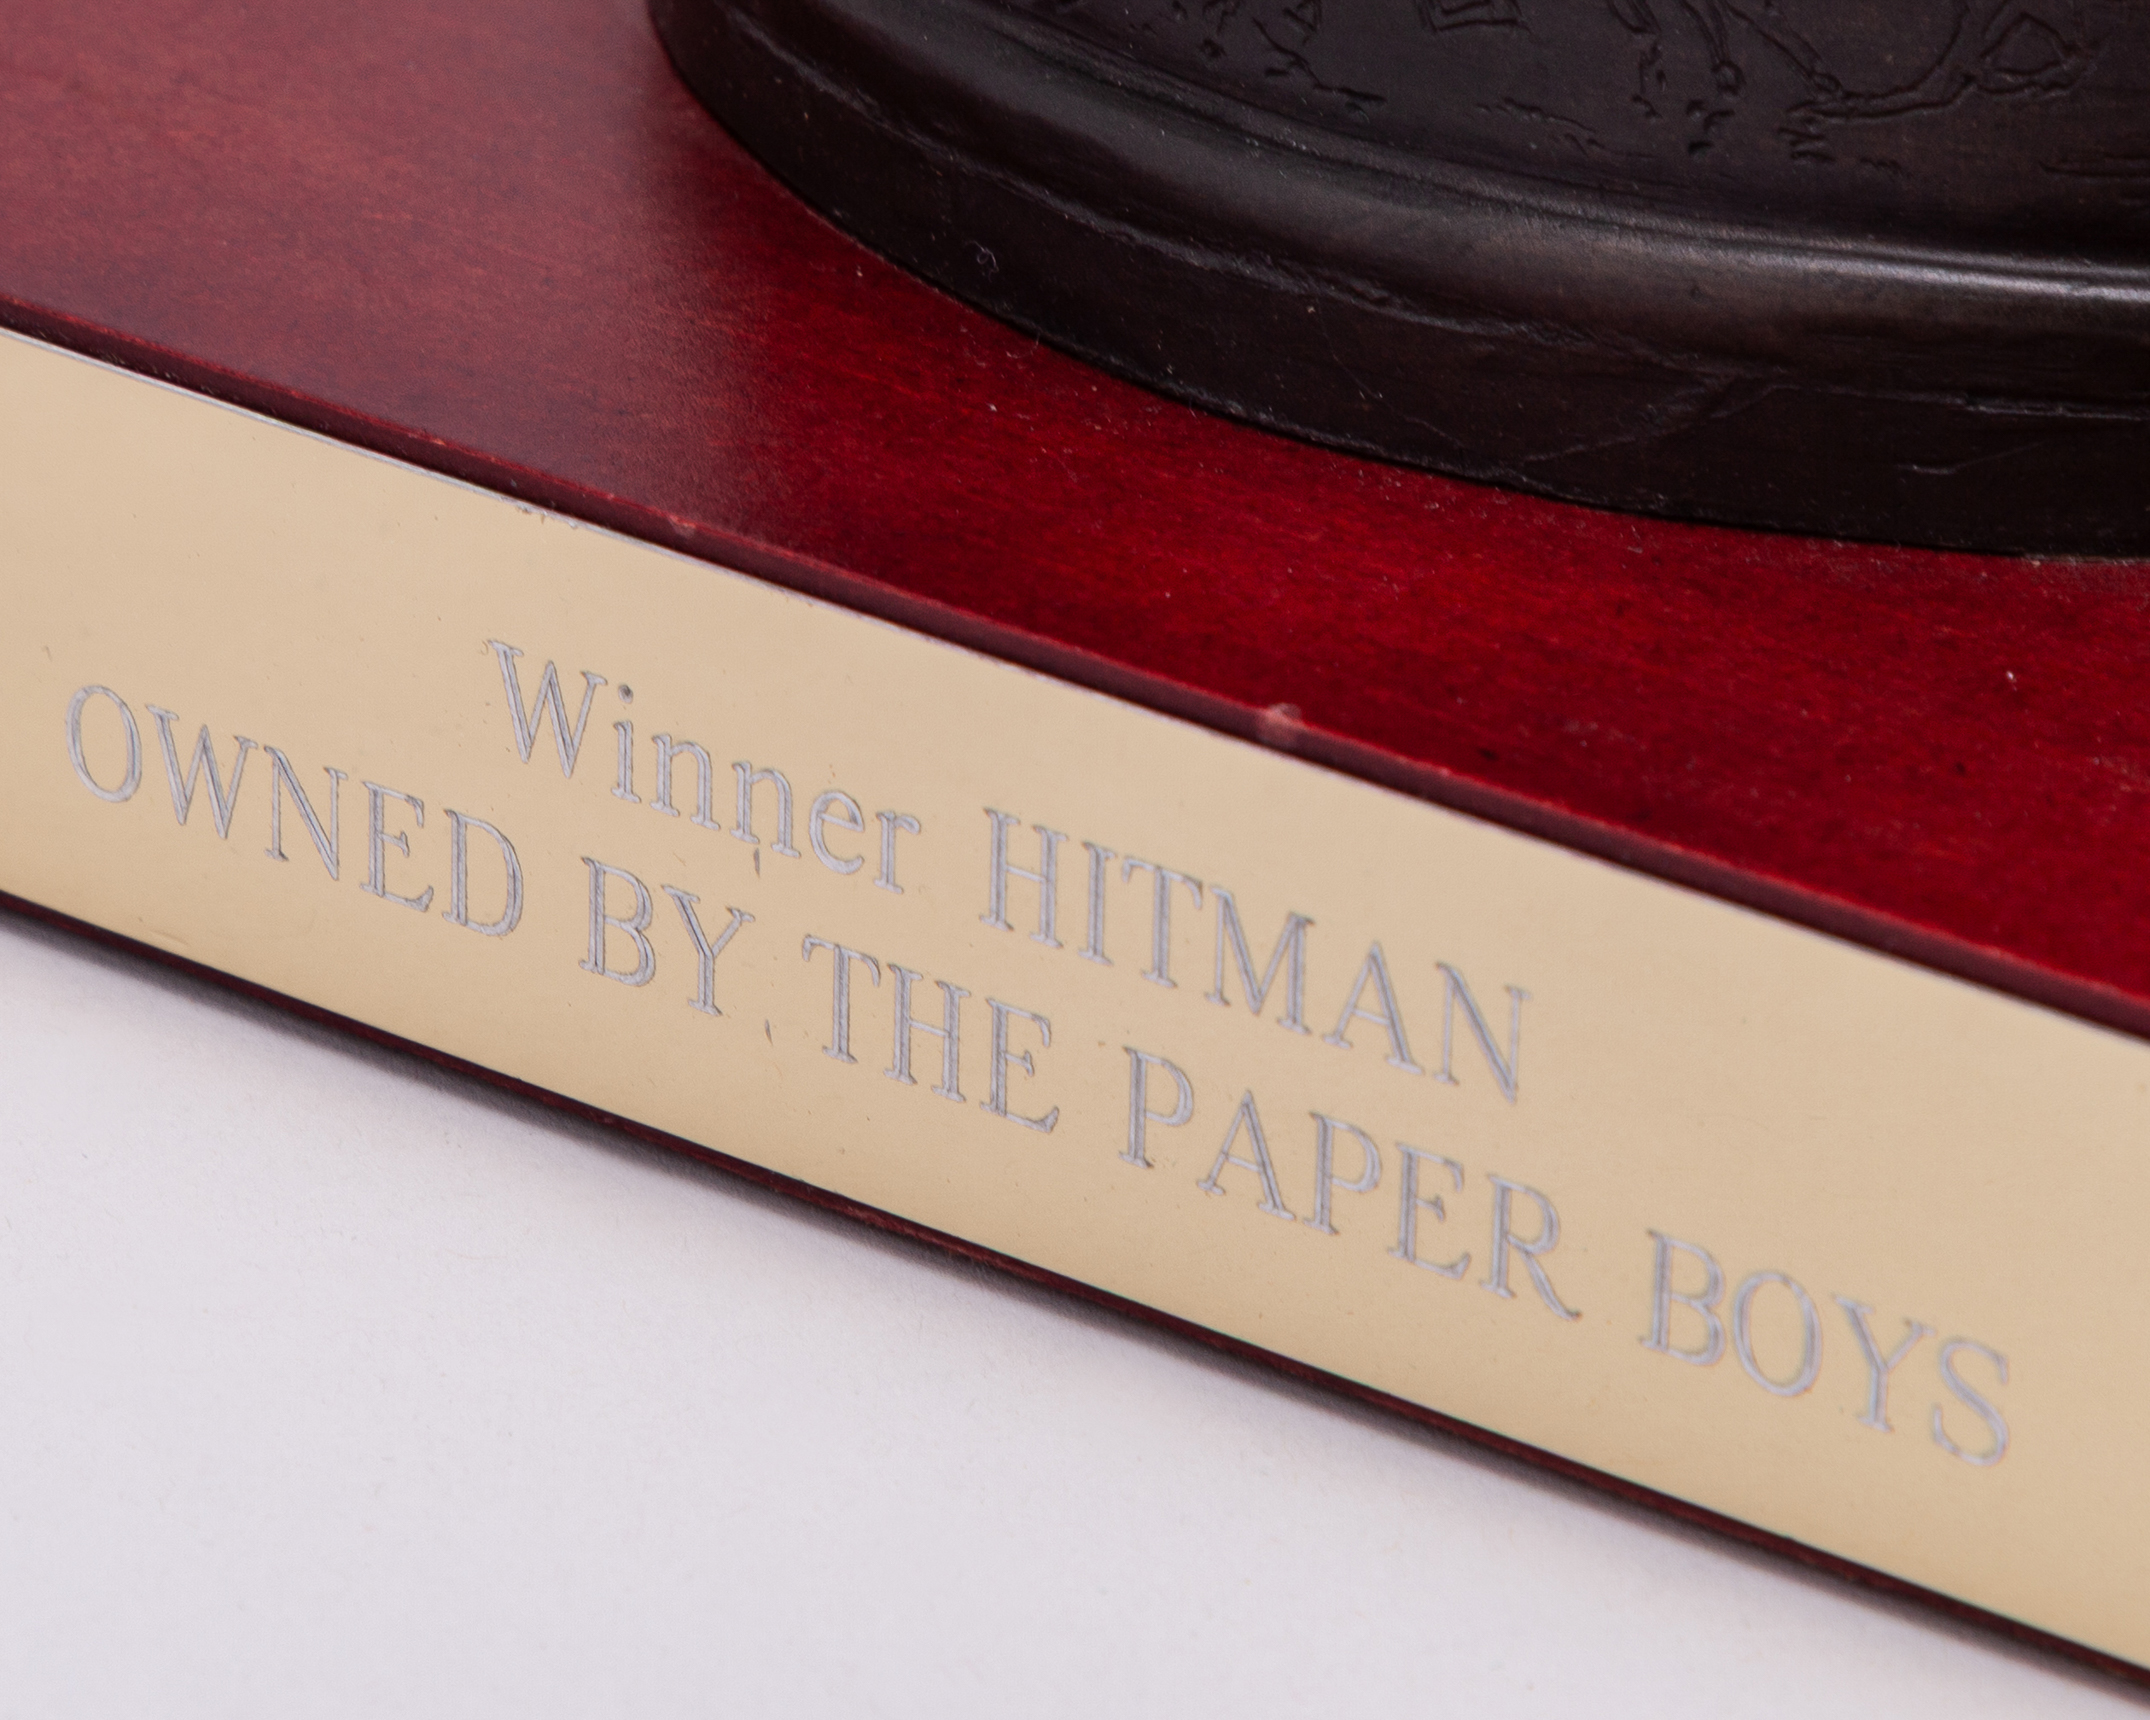 Winner HITMAN
OWNED BY THE PAPER BOYS